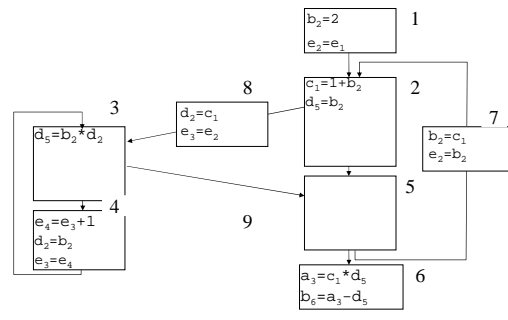 b₂=2
e₂=e₁
1
c₁=1+b₂
d₅=b₂
2
8
d₂=c₁
e₃=e₂
3
d₅=b₂*d₂
7
b₂=c₁
e₂=b₂
4
e₄=e₃+1
d₂=b₂
e₃=e₄
5
9
a₃=c₁*d₅
b₆=a₃-d₅
6